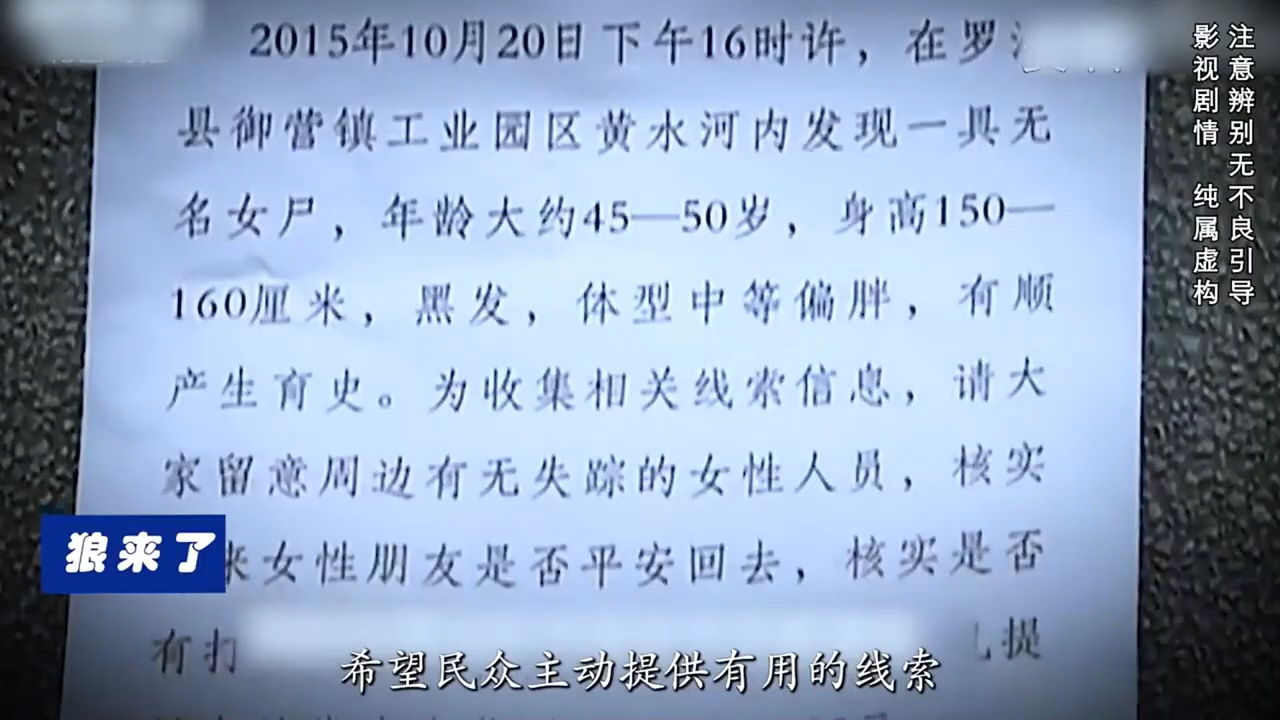 2015年10月20日下午16时许，在罗
县御营镇工业园区黄水河内发现一具无
名女尸，年龄大约45—50岁，身高150—
160厘米，黑发，体型中等偏胖，有顺
产生育史。为收集相关线索信息，请大
家留意周边有无失踪的女性人员，核实
来女性朋友是否平安回去，核实是否
有打
提
狼来了
希望民众主动提供有用的线索
注意辨别无不良引导
影视剧情 纯属虚构